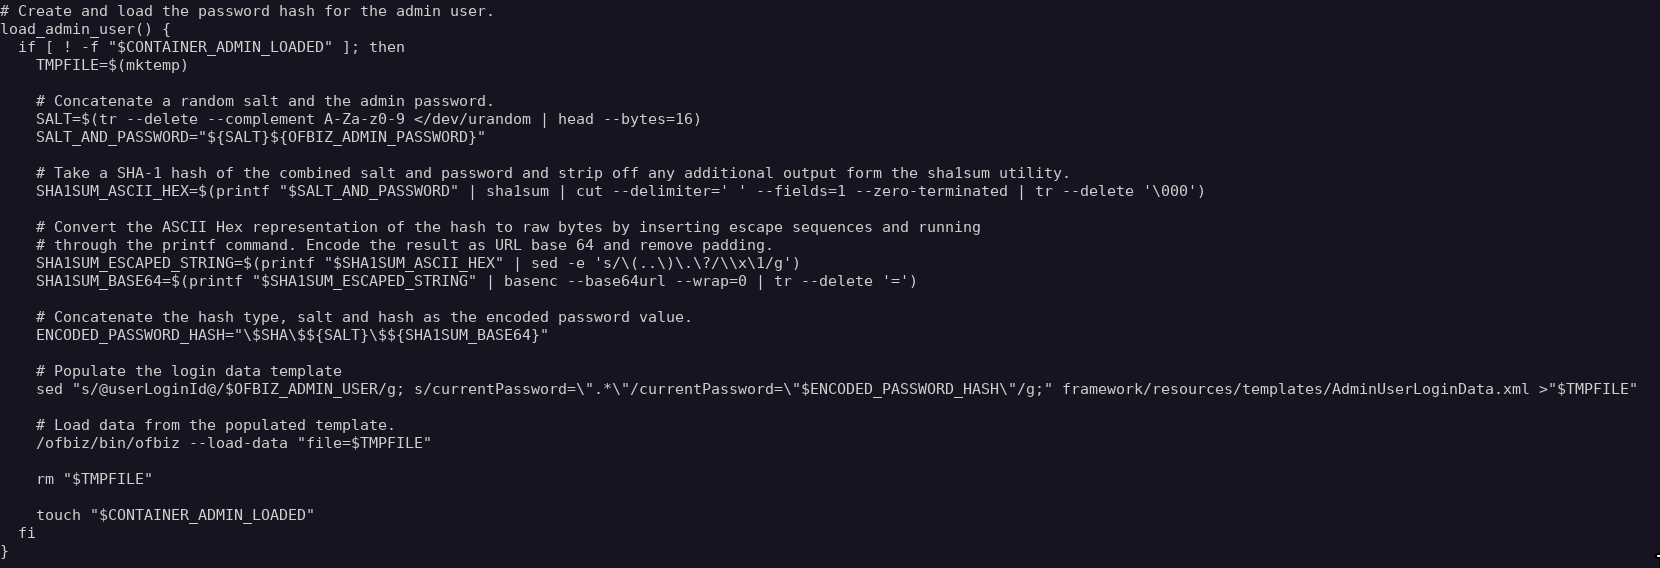 # Create and load the password hash for the admin user.
load_admin_user() {
  if [ ! -f "$CONTAINER_ADMIN_LOADED" ]; then
    TMPFILE=$(mktemp)

    # Concatenate a random salt and the admin password.
    SALT=$(tr --delete --complement A-Za-z0-9 </dev/urandom | head --bytes=16)
    SALT_AND_PASSWORD="${SALT}${OFBIZ_ADMIN_PASSWORD}"

    # Take a SHA-1 hash of the combined salt and password and strip off any additional output form the sha1sum utility.
    SHA1SUM_ASCII_HEX=$(printf "$SALT_AND_PASSWORD" | sha1sum | cut --delimiter=' ' --fields=1 --zero-terminated | tr --delete '\000')

    # Convert the ASCII Hex representation of the hash to raw bytes by inserting escape sequences and running
    # through the printf command. Encode the result as URL base 64 and remove padding.
    SHA1SUM_ESCAPED_STRING=$(printf "$SHA1SUM_ASCII_HEX" | sed -e 's/\(..\)\.\?/\\x\1/g')
    SHA1SUM_BASE64=$(printf "$SHA1SUM_ESCAPED_STRING" | basenc --base64url --wrap=0 | tr --delete '=')

    # Concatenate the hash type, salt and hash as the encoded password value.
    ENCODED_PASSWORD_HASH="\$SHA\$${SALT}\$${SHA1SUM_BASE64}"

    # Populate the login data template
    sed "s/@userLoginId@/$OFBIZ_ADMIN_USER/g; s/currentPassword=\".*\"/currentPassword=\"$ENCODED_PASSWORD_HASH\"/g;" framework/resources/templates/AdminUserLoginData.xml >"$TMPFILE"

    # Load data from the populated template.
    /ofbiz/bin/ofbiz --load-data "file=$TMPFILE"

    rm "$TMPFILE"

    touch "$CONTAINER_ADMIN_LOADED"
  fi
}